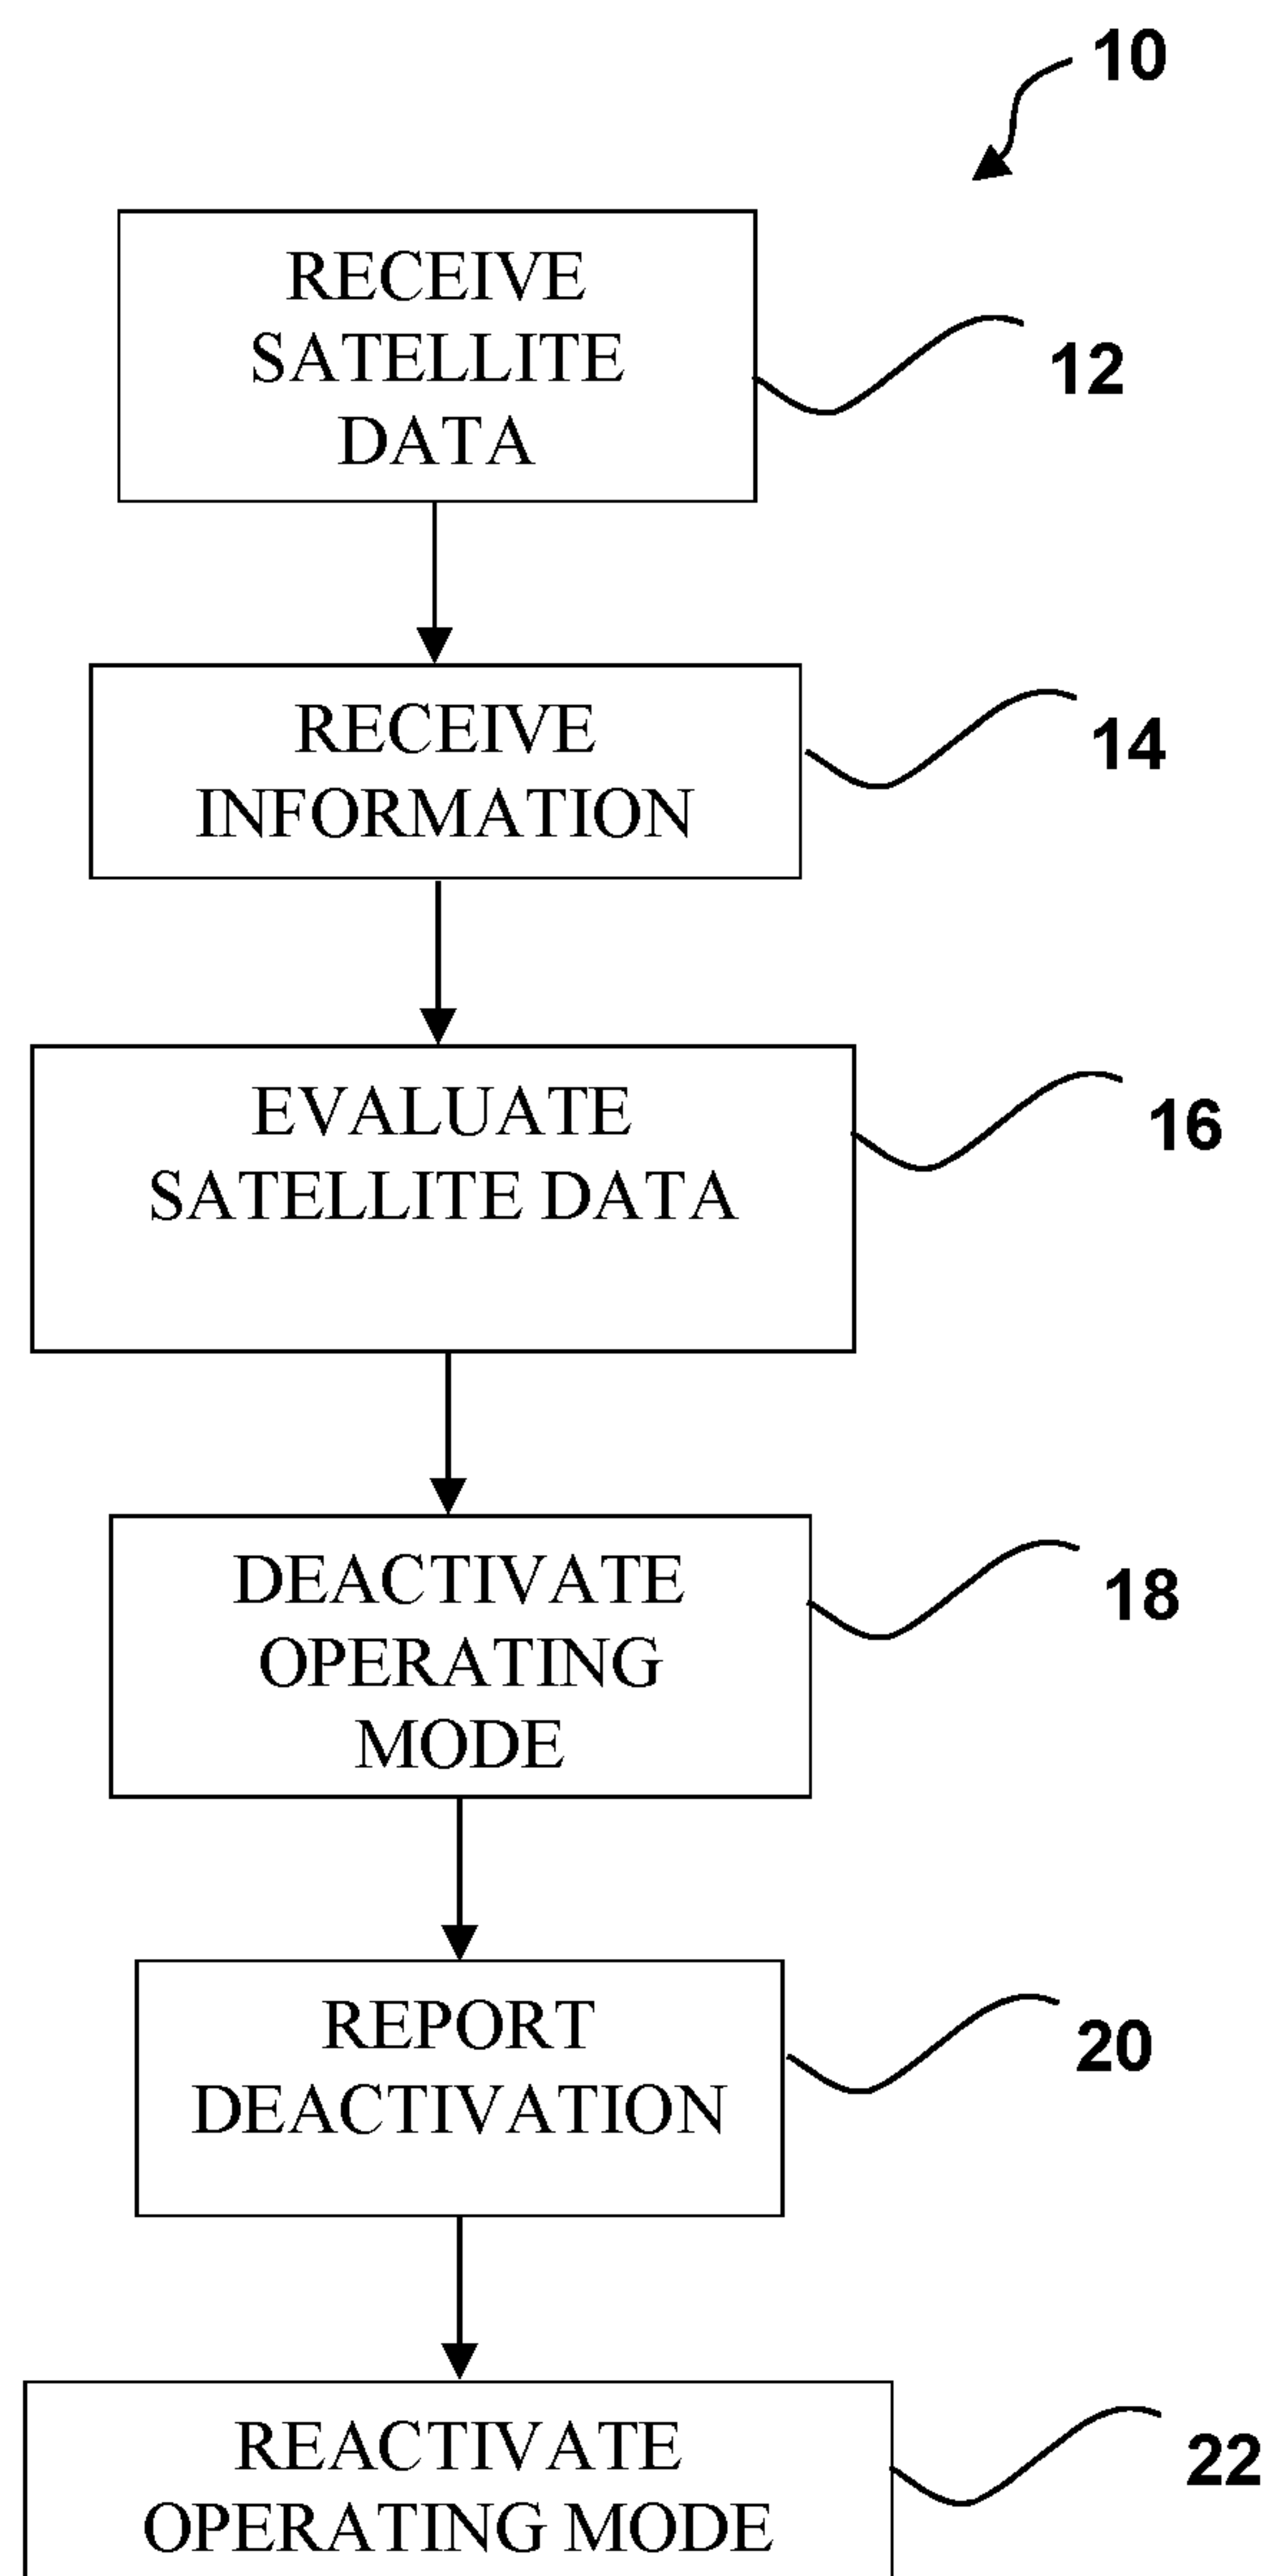 10
RECEIVE
SATELLITE
DATA
12
RECEIVE
INFORMATION
14
EVALUATE
SATELLITE DATA
16
DEACTIVATE
OPERATING
MODE
18
REPORT
DEACTIVATION
20
REACTIVATE
OPERATING MODE
22